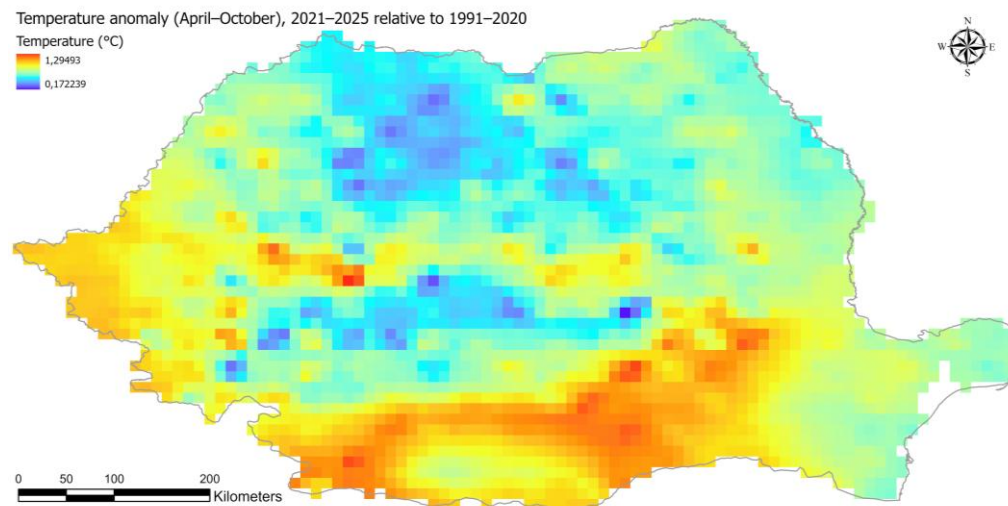 Temperature anomaly (April–October), 2021–2025 relative to 1991–2020
Temperature (°C)
1,29493
0,172239
N
W E
S
0 50 100 200
Kilometers